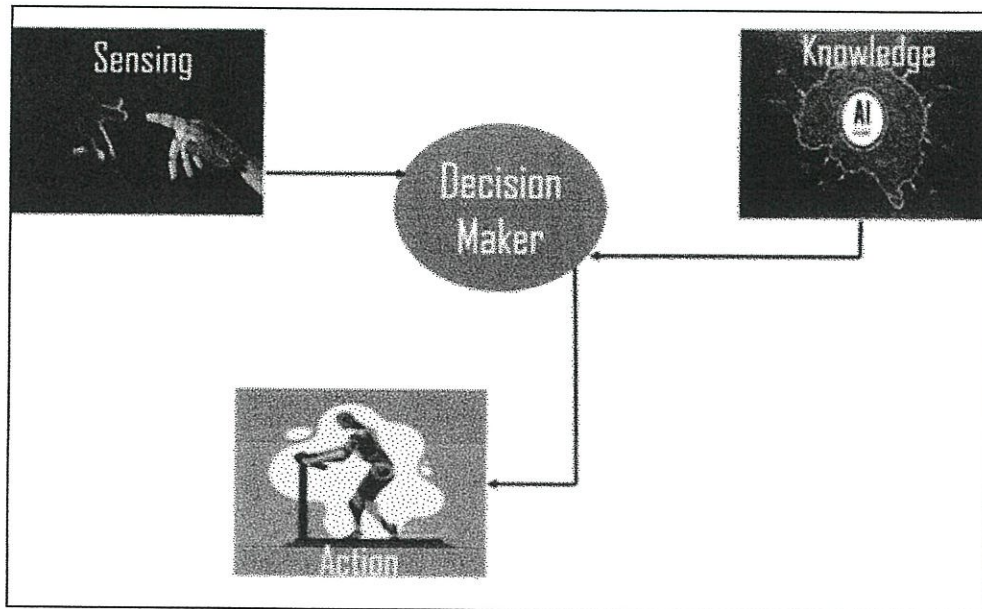 Sensing
Knowledge
AI
Decision
Maker
Action